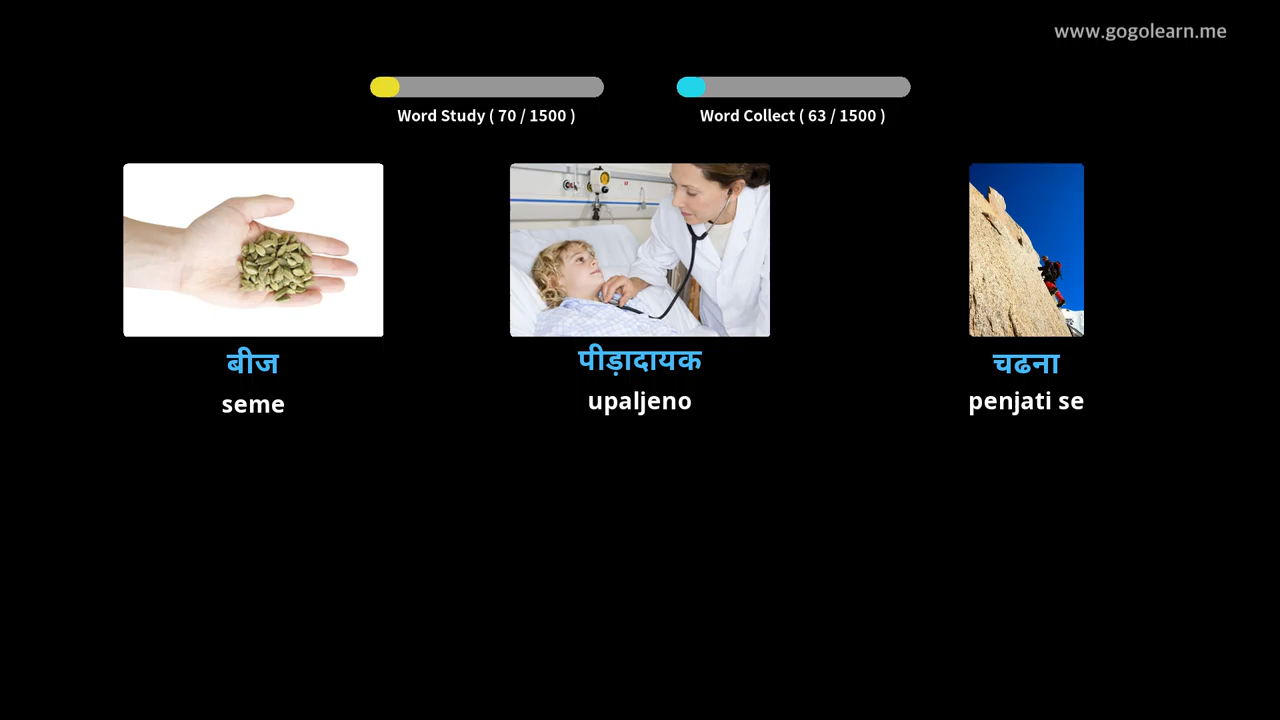 www.gogolearn.me
Word Study ( 70 / 1500 )
Word Collect ( 63 / 1500 )
बीज
पीड़ादायक
चढना
seme
upaljeno
penjati se